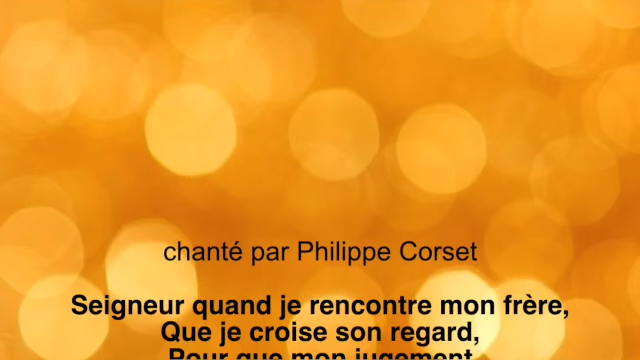 chanté par Philippe Corset
Seigneur quand je rencontre mon frère,
Que je croise son regard,
Pour que mon jugement